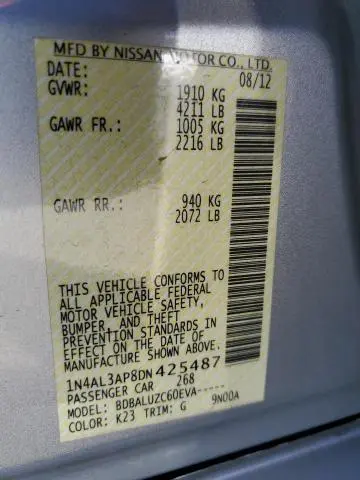 MFD BY NISSAN MOTOR CO., LTD.
DATE: 08/12
GVWR: 1910 KG
4211 LB
GAWR FR.: 1005 KG
2216 LB
GAWR RR.: 940 KG
2072 LB
THIS VEHICLE CONFORMS TO
ALL APPLICABLE FEDERAL
MOTOR VEHICLE SAFETY,
BUMPER, AND THEFT
PREVENTION STANDARDS IN
EFFECT ON THE DATE OF
MANUFACTURE SHOWN ABOVE.
1N4AL3AP8DN425487
PASSENGER CAR 268
MODEL: BDBALUZC60EVA-----
COLOR: K23 TRIM: G 9N00A